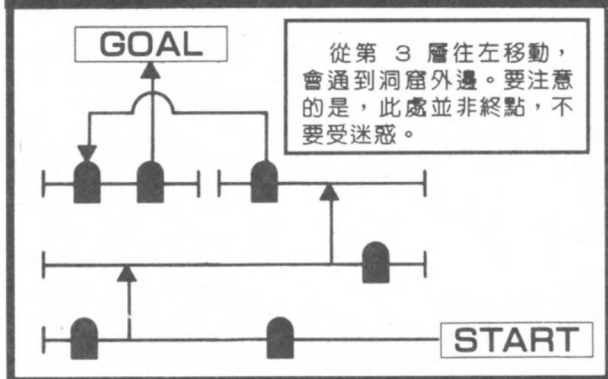 GOAL
從第 3 層往左移動，
會通到洞窟外邊。要注意
的是，此處並非終點，不
要受迷惑。
START